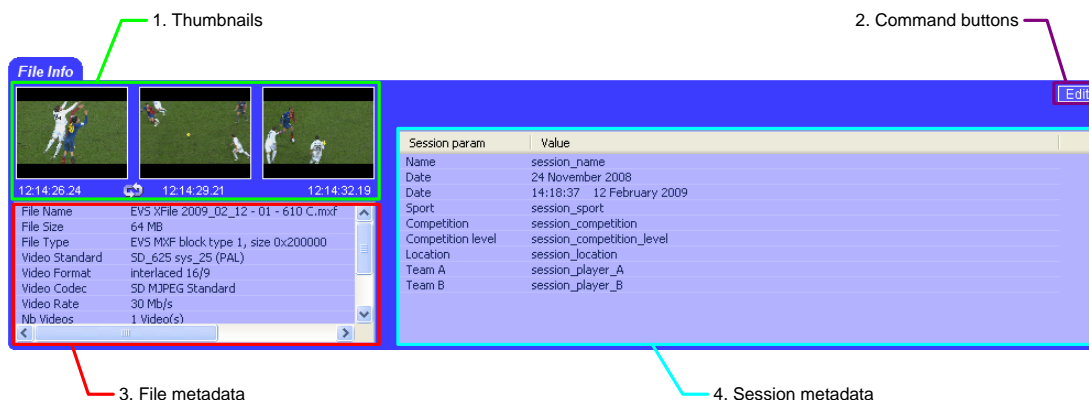 1. Thumbnails
2. Command buttons
File Info
Edit
12:14:26.24
12:14:29.21
12:14:32.19
File Name EVS XFile 2009_02_12 - 01 - 610 C.mxf
File Size 64 MB
File Type EVS MXF block type 1, size 0x200000
Video Standard SD_625 sys_25 (PAL)
Video Format interlaced 16/9
Video Codec SD MJPEG Standard
Video Rate 30 Mb/s
Nb Videos 1 Video(s)
Session param Value
Name session_name
Date 24 November 2008
Date 14:18:37 12 February 2009
Sport session_sport
Competition session_competition
Competition level session_competition_level
Location session_location
Team A session_player_A
Team B session_player_B
3. File metadata
4. Session metadata